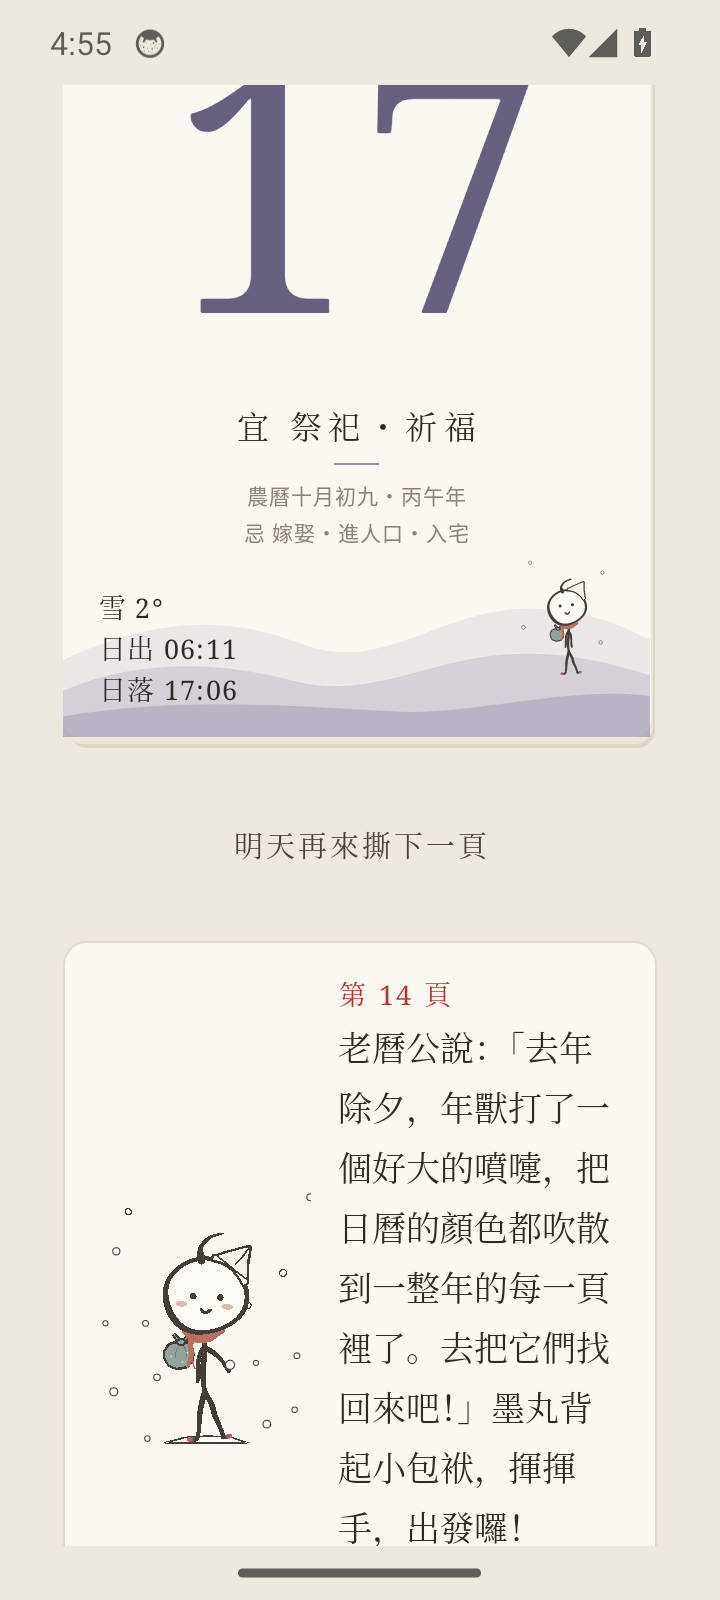 4:55
17
宜 祭祀・祈福
農曆十月初九・丙午年
忌 嫁娶・進人口・入宅
雪 2°
日出 06:11
日落 17:06
明天再來撕下一頁
第 14 頁
老曆公說：「去年
除夕，年獸打了一
個好大的噴嚏，把
日曆的顏色都吹散
到一整年的每一頁
裡了。去把它們找
回來吧！」墨丸背
起小包袱，揮揮
手，出發囉！